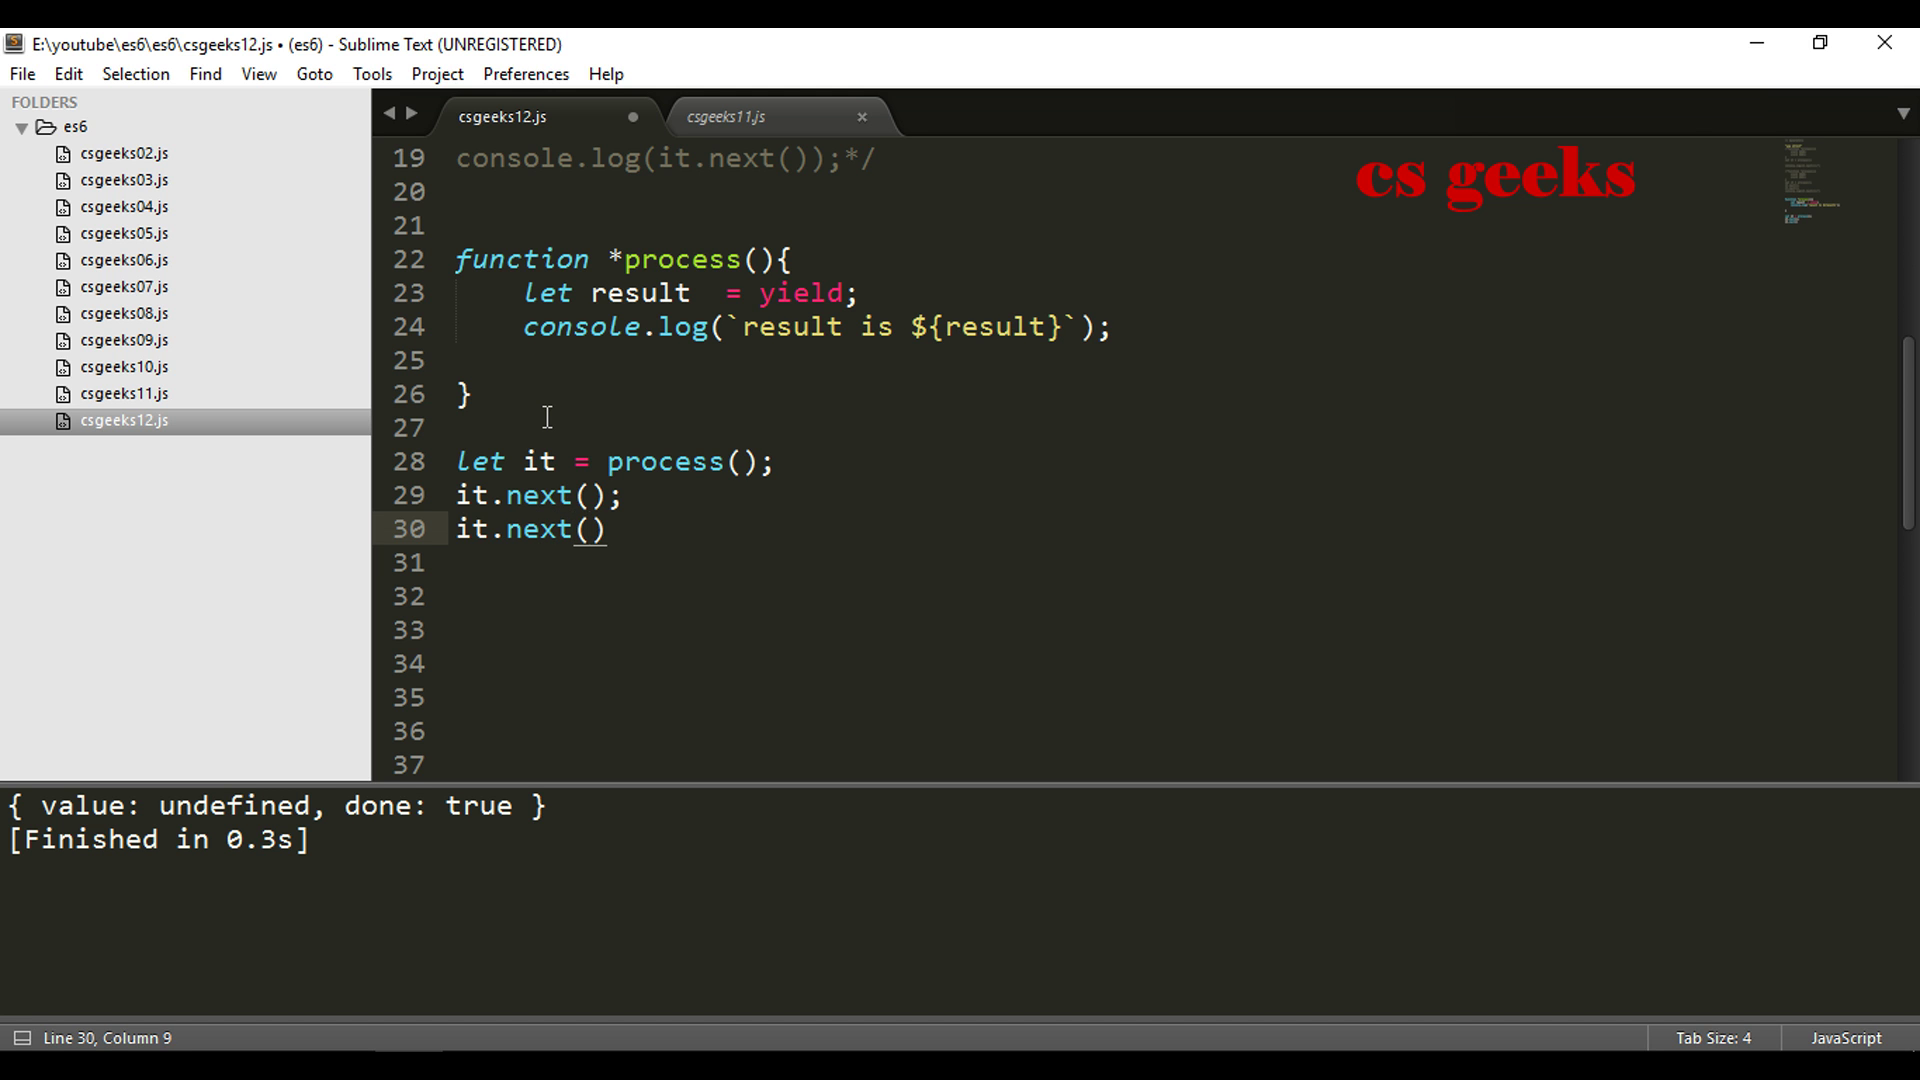 E:\youtube\es6\es6\csgeeks12.js • (es6) - Sublime Text (UNREGISTERED)
File Edit Selection Find View Goto Tools Project Preferences Help
FOLDERS
es6
csgeeks02.js
csgeeks03.js
csgeeks04.js
csgeeks05.js
csgeeks06.js
csgeeks07.js
csgeeks08.js
csgeeks09.js
csgeeks10.js
csgeeks11.js
csgeeks12.js
csgeeks12.js csgeeks11.js
cs geeks
19 console.log(it.next());*/
20
21
22 function *process(){
23     let result  = yield;
24     console.log(`result is ${result}`);
25
26 }
27
28 let it = process();
29 it.next();
30 it.next()
31
32
33
34
35
36
37
{ value: undefined, done: true }
[Finished in 0.3s]
Line 30, Column 9 Tab Size: 4 JavaScript